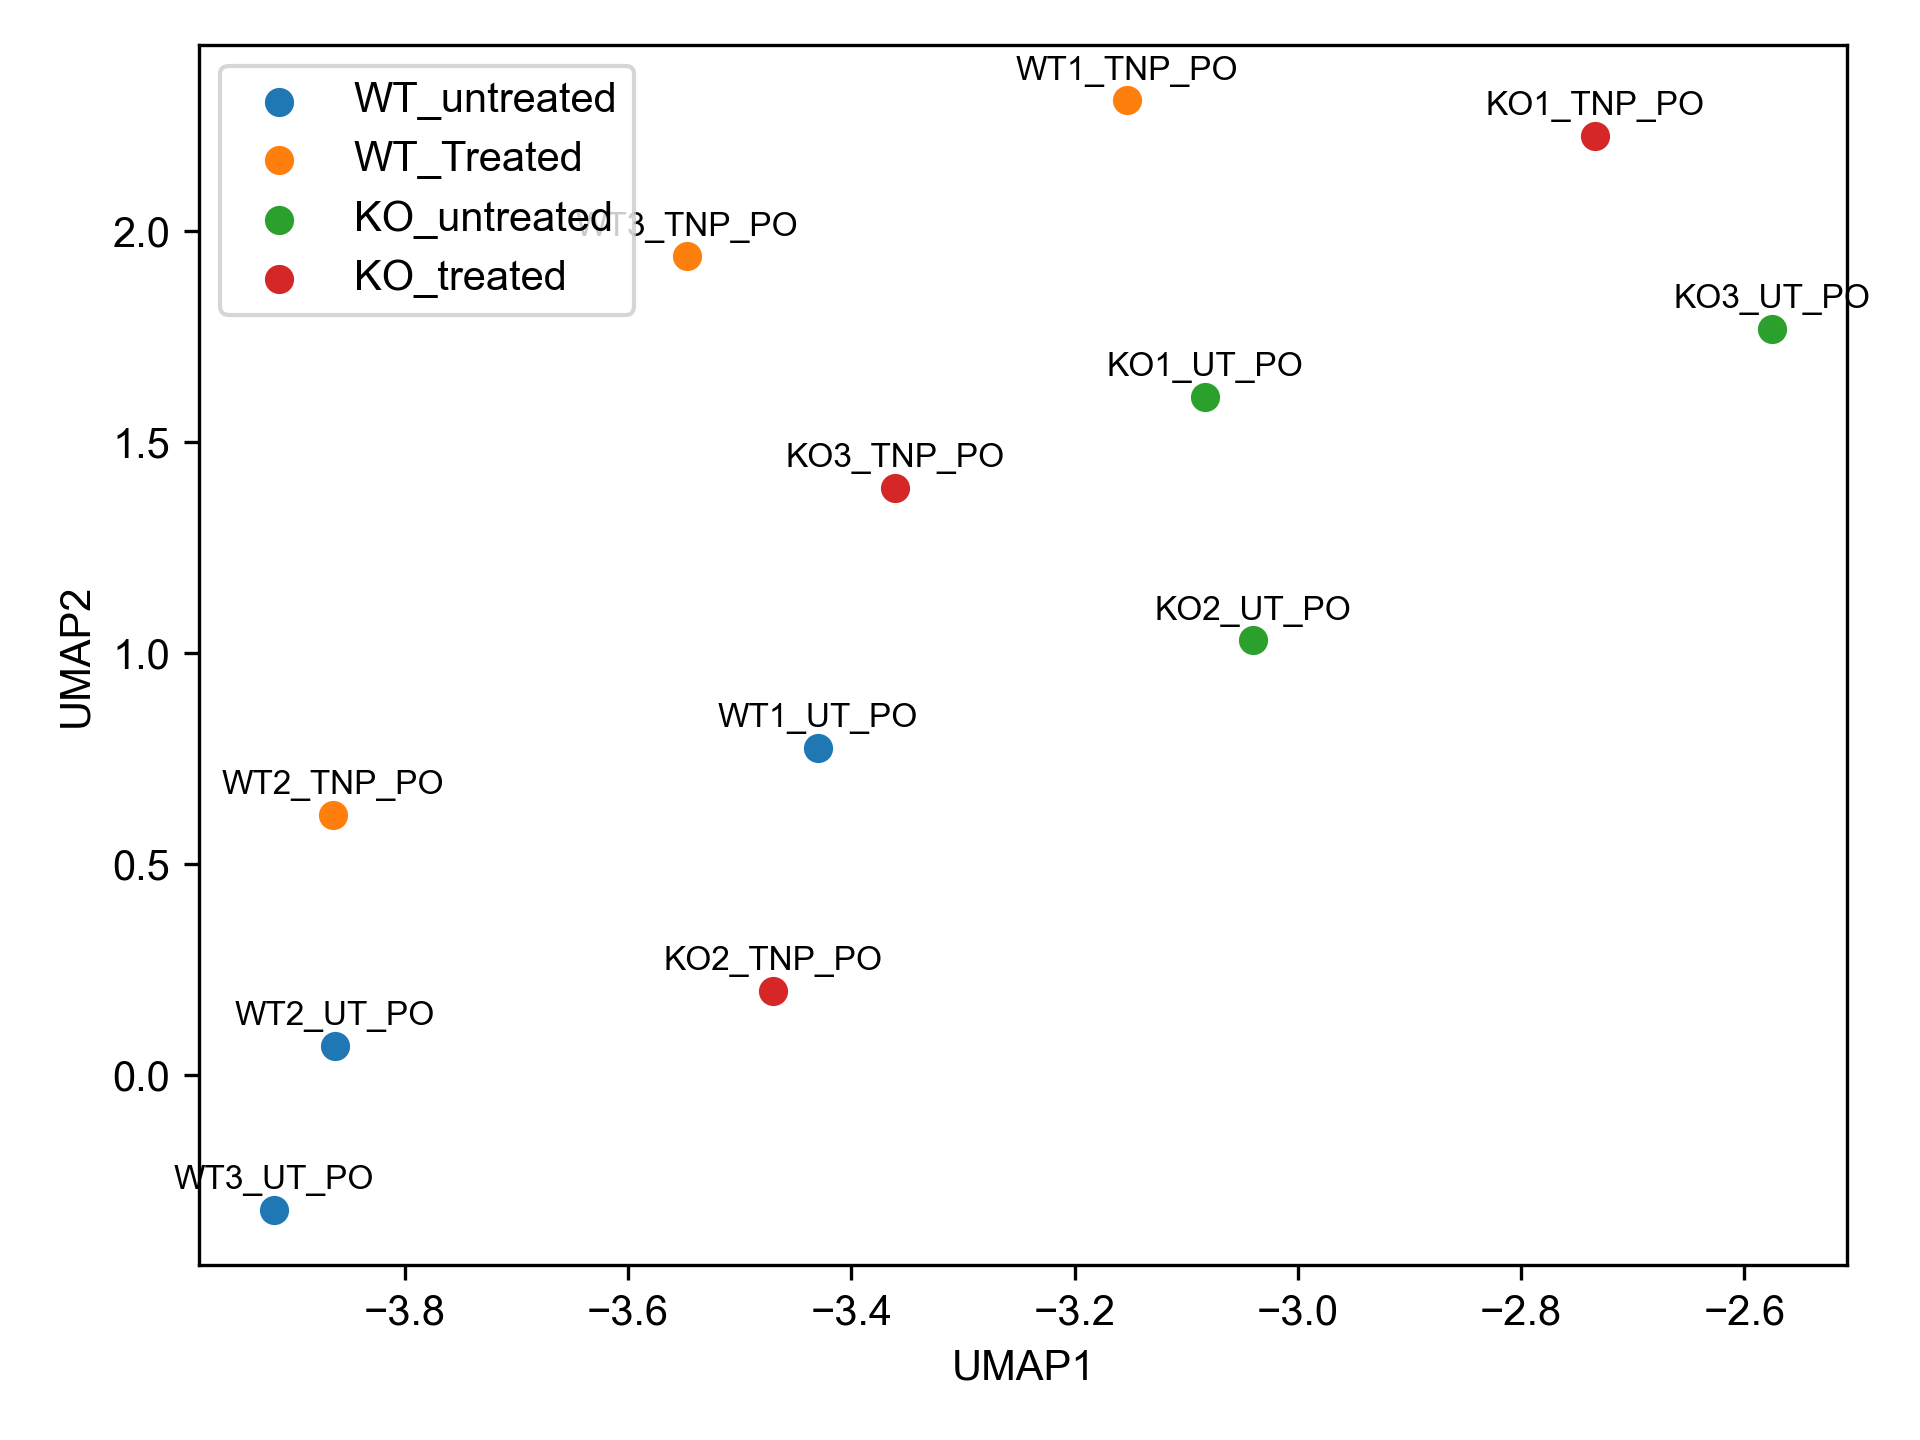 WT_untreated
WT_Treated
KO_untreated
KO_treated
WT1_TNP_PO
KO1_TNP_PO
WT3_TNP_PO
KO3_UT_PO
KO1_UT_PO
KO3_TNP_PO
KO2_UT_PO
WT1_UT_PO
WT2_TNP_PO
KO2_TNP_PO
WT2_UT_PO
WT3_UT_PO
2.0
1.5
1.0
0.5
0.0
UMAP2
−3.8 −3.6 −3.4 −3.2 −3.0 −2.8 −2.6
UMAP1